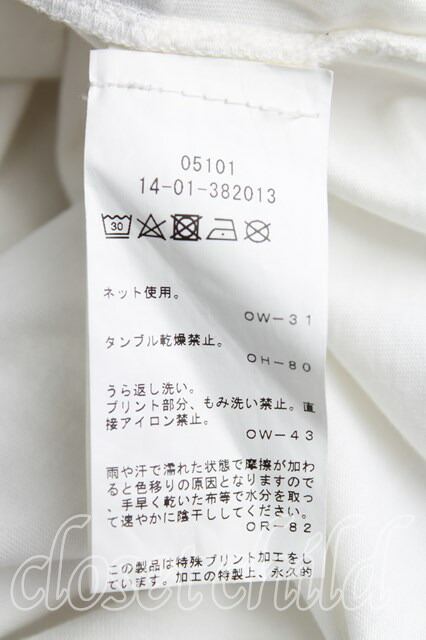 05101
14-01-382013
30
ネット使用。
OW-31
タンブル乾燥禁止。
OH-80
うら返し洗い。
プリント部分、もみ洗い禁止。直
接アイロン禁止。
OW-43
雨や汗で濡れた状態で摩擦が加わ
ると色移りの原因となりますので
、手早く乾いた布等で水分を取っ
て速やかに陰干ししてください。
OR-82
この製品は特殊プリント加工をし
ています。加工の特製上、永久的
closet child